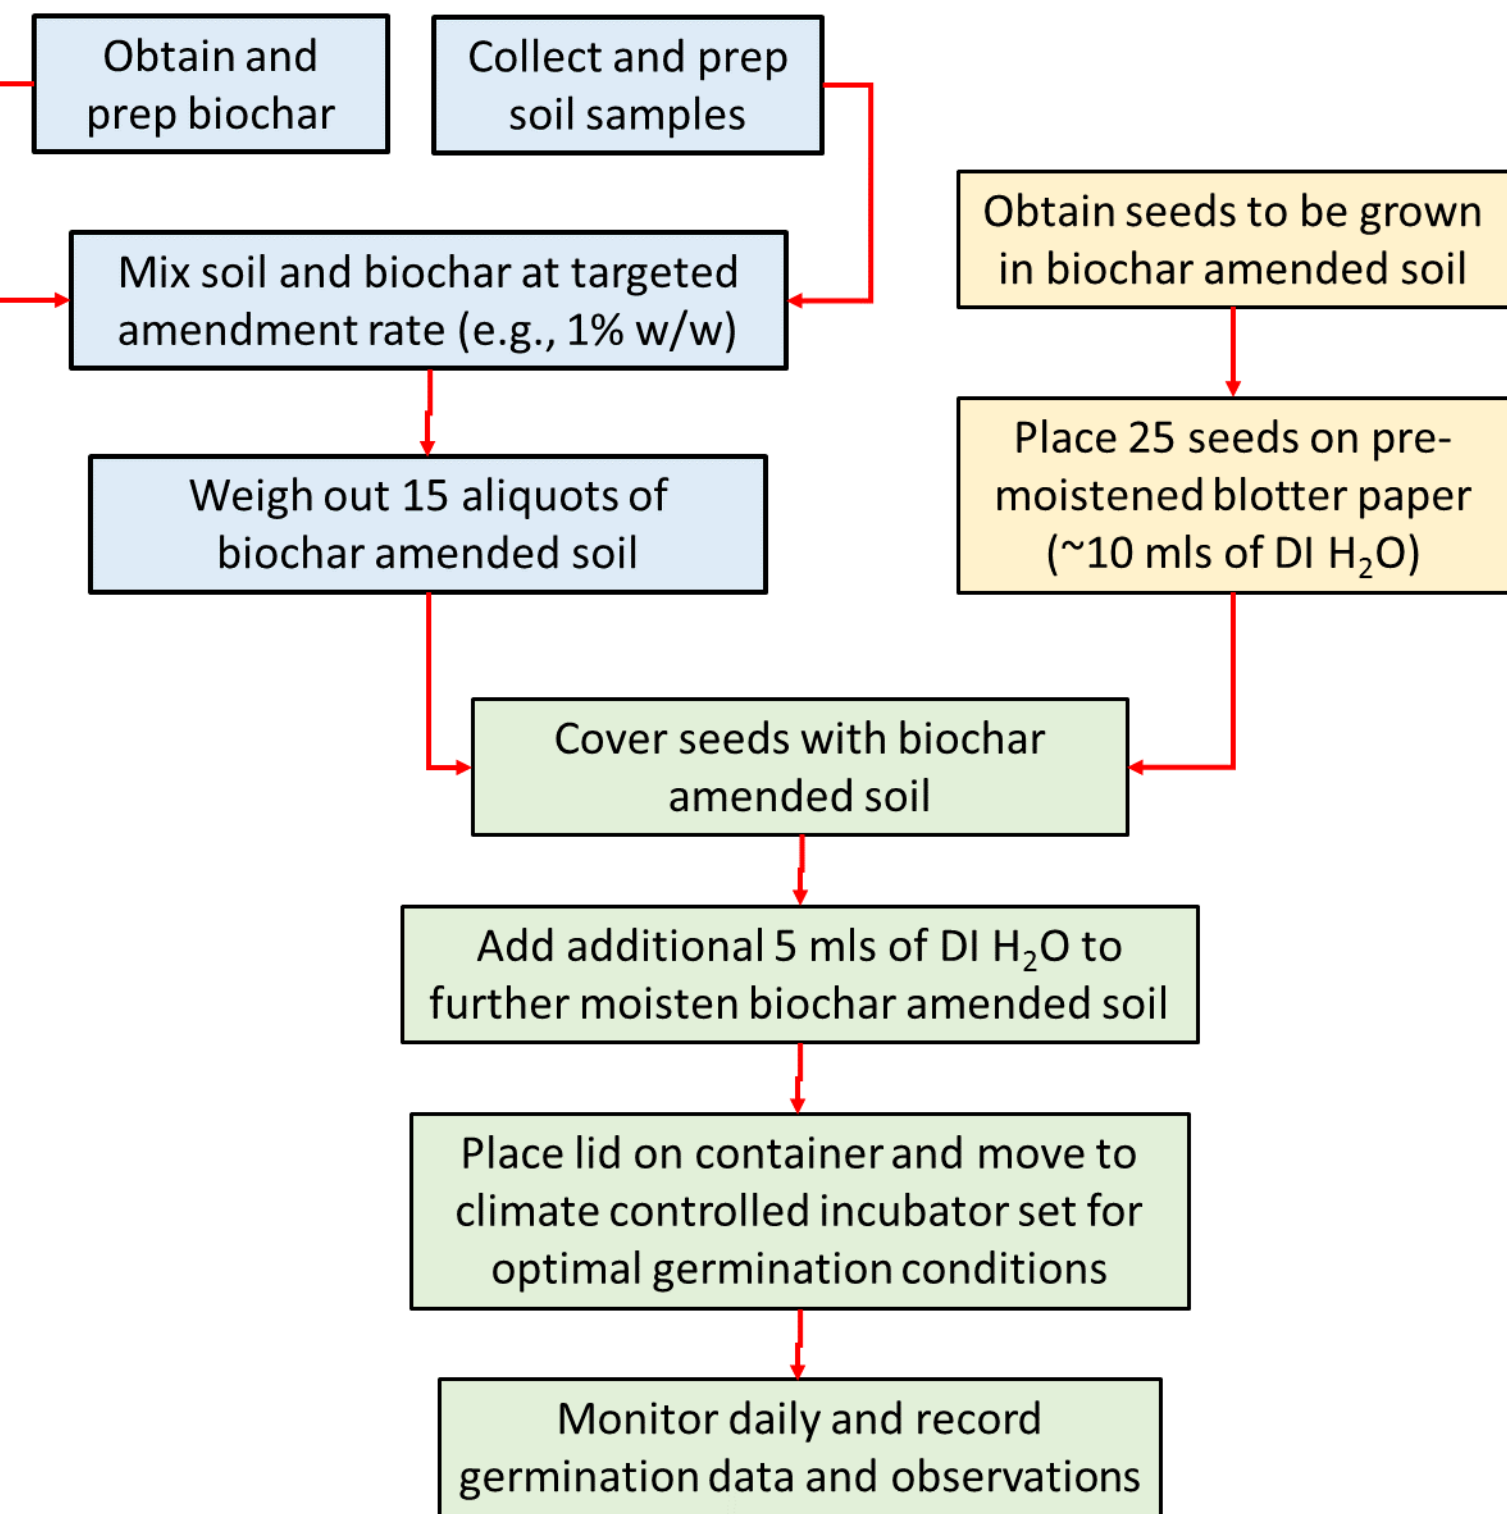 Obtain and
prep biochar
Collect and prep
soil samples
Obtain seeds to be grown
in biochar amended soil
Mix soil and biochar at targeted
amendment rate (e.g., 1% w/w)
Place 25 seeds on pre-
moistened blotter paper
(~10 mls of DI H₂O)
Weigh out 15 aliquots of
biochar amended soil
Cover seeds with biochar
amended soil
Add additional 5 mls of DI H₂O to
further moisten biochar amended soil
Place lid on container and move to
climate controlled incubator set for
optimal germination conditions
Monitor daily and record
germination data and observations